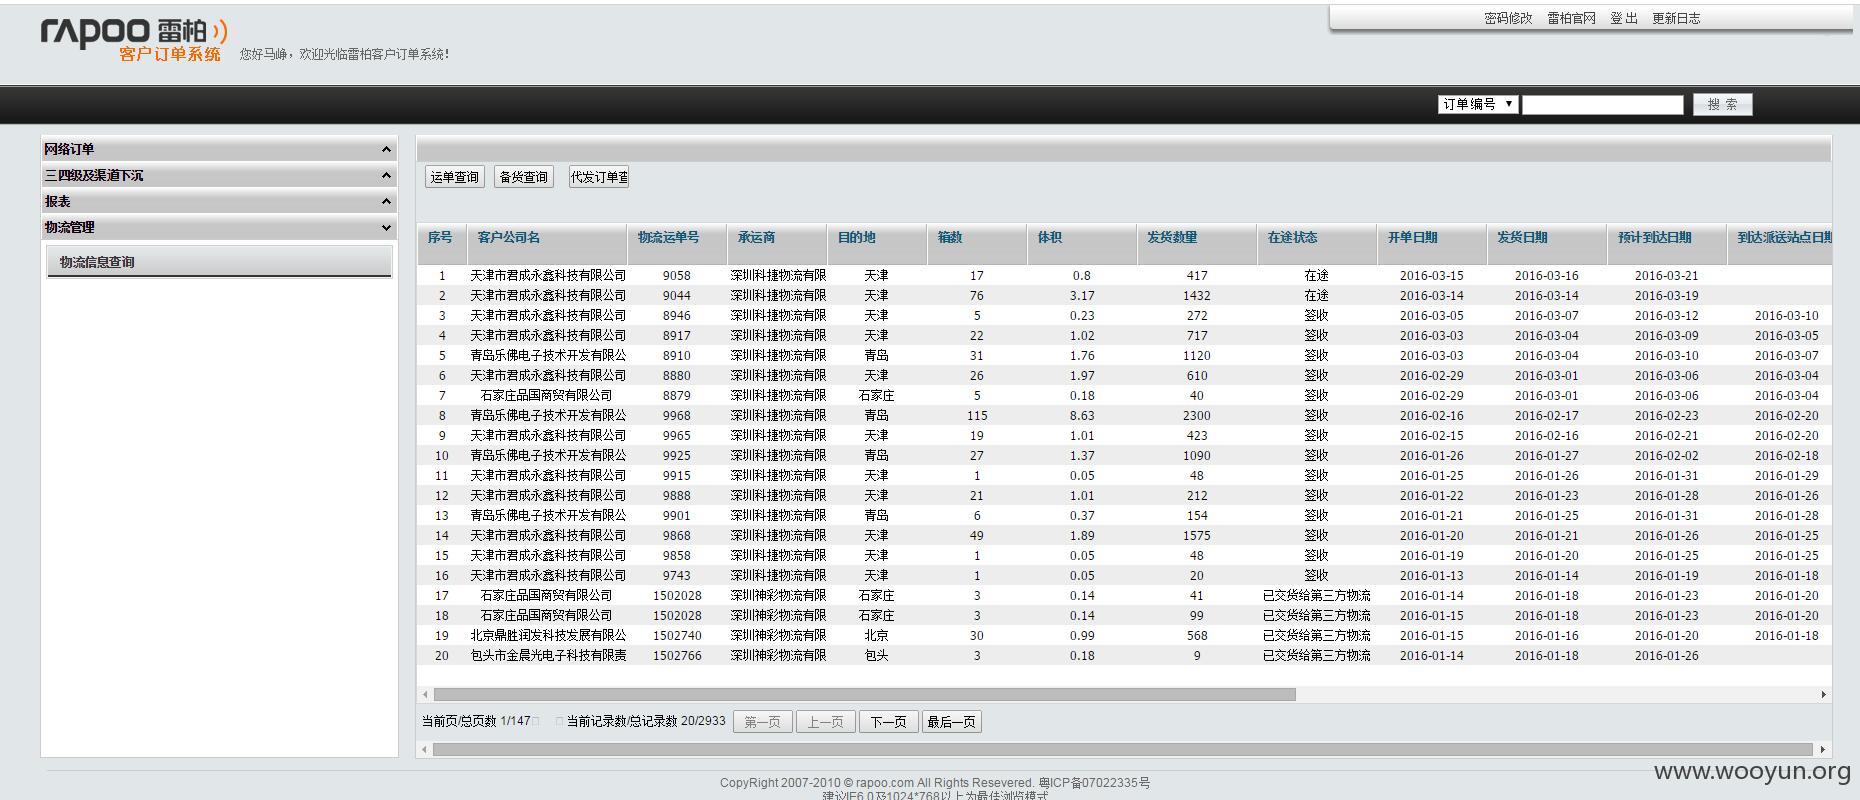 密码修改 雷柏官网 登 出 更新日志
rapoo 雷柏
客户订单系统 您好马峥，欢迎光临雷柏客户订单系统!
订单编号 搜 索
网络订单
三四级及渠道下沉
报表
物流管理
物流信息查询
运单查询 备货查询 代发订单查
序号 客户公司名 物流运单号 承运商 目的地 箱数 体积 发货数量 在途状态 开单日期 发货日期 预计到达日期 到达派送站点日期
1 天津市君成永鑫科技有限公司 9058 深圳科捷物流有限 天津 17 0.8 417 在途 2016-03-15 2016-03-16 2016-03-21
2 天津市君成永鑫科技有限公司 9044 深圳科捷物流有限 天津 76 3.17 1432 在途 2016-03-14 2016-03-14 2016-03-19
3 天津市君成永鑫科技有限公司 8946 深圳科捷物流有限 天津 5 0.23 272 签收 2016-03-05 2016-03-07 2016-03-12 2016-03-10
4 天津市君成永鑫科技有限公司 8917 深圳科捷物流有限 天津 22 1.02 717 签收 2016-03-03 2016-03-04 2016-03-09 2016-03-05
5 青岛乐佛电子技术开发有限公 8910 深圳科捷物流有限 青岛 31 1.76 1120 签收 2016-03-03 2016-03-04 2016-03-10 2016-03-07
6 天津市君成永鑫科技有限公司 8880 深圳科捷物流有限 天津 26 1.97 610 签收 2016-02-29 2016-03-01 2016-03-06 2016-03-04
7 石家庄品国商贸有限公司 8879 深圳科捷物流有限 石家庄 5 0.18 40 签收 2016-02-29 2016-03-01 2016-03-06 2016-03-04
8 青岛乐佛电子技术开发有限公 9968 深圳科捷物流有限 青岛 115 8.63 2300 签收 2016-02-16 2016-02-17 2016-02-23 2016-02-20
9 天津市君成永鑫科技有限公司 9965 深圳科捷物流有限 天津 19 1.01 423 签收 2016-02-15 2016-02-16 2016-02-21 2016-02-20
10 青岛乐佛电子技术开发有限公 9925 深圳科捷物流有限 青岛 27 1.37 1090 签收 2016-01-26 2016-01-27 2016-02-02 2016-02-18
11 天津市君成永鑫科技有限公司 9915 深圳科捷物流有限 天津 1 0.05 48 签收 2016-01-25 2016-01-26 2016-01-31 2016-01-29
12 天津市君成永鑫科技有限公司 9888 深圳科捷物流有限 天津 21 1.01 212 签收 2016-01-22 2016-01-23 2016-01-28 2016-01-26
13 青岛乐佛电子技术开发有限公 9901 深圳科捷物流有限 青岛 6 0.37 154 签收 2016-01-21 2016-01-25 2016-01-31 2016-01-28
14 天津市君成永鑫科技有限公司 9868 深圳科捷物流有限 天津 49 1.89 1575 签收 2016-01-20 2016-01-21 2016-01-26 2016-01-25
15 天津市君成永鑫科技有限公司 9858 深圳科捷物流有限 天津 1 0.05 48 签收 2016-01-19 2016-01-20 2016-01-25 2016-01-25
16 天津市君成永鑫科技有限公司 9743 深圳科捷物流有限 天津 1 0.05 20 签收 2016-01-13 2016-01-14 2016-01-19 2016-01-18
17 石家庄品国商贸有限公司 1502028 深圳神彩物流有限 石家庄 3 0.14 41 已交货给第三方物流 2016-01-14 2016-01-18 2016-01-23 2016-01-20
18 石家庄品国商贸有限公司 1502028 深圳神彩物流有限 石家庄 3 0.14 99 已交货给第三方物流 2016-01-15 2016-01-18 2016-01-23 2016-01-20
19 北京鼎胜润发科技发展有限公 1502740 深圳神彩物流有限 北京 30 0.99 568 已交货给第三方物流 2016-01-15 2016-01-16 2016-01-20 2016-01-18
20 包头市金晨光电子科技有限责 1502766 深圳神彩物流有限 包头 3 0.18 9 已交货给第三方物流 2016-01-14 2016-01-18 2016-01-26
当前页/总页数 1/147 当前记录数/总记录数 20/2933 第一页 上一页 下一页 最后一页
CopyRight 2007-2010 © rapoo.com All Rights Resevered. 粤ICP备07022335号
建议IE6.0及1024*768以上为最佳浏览模式
www.wooyun.org